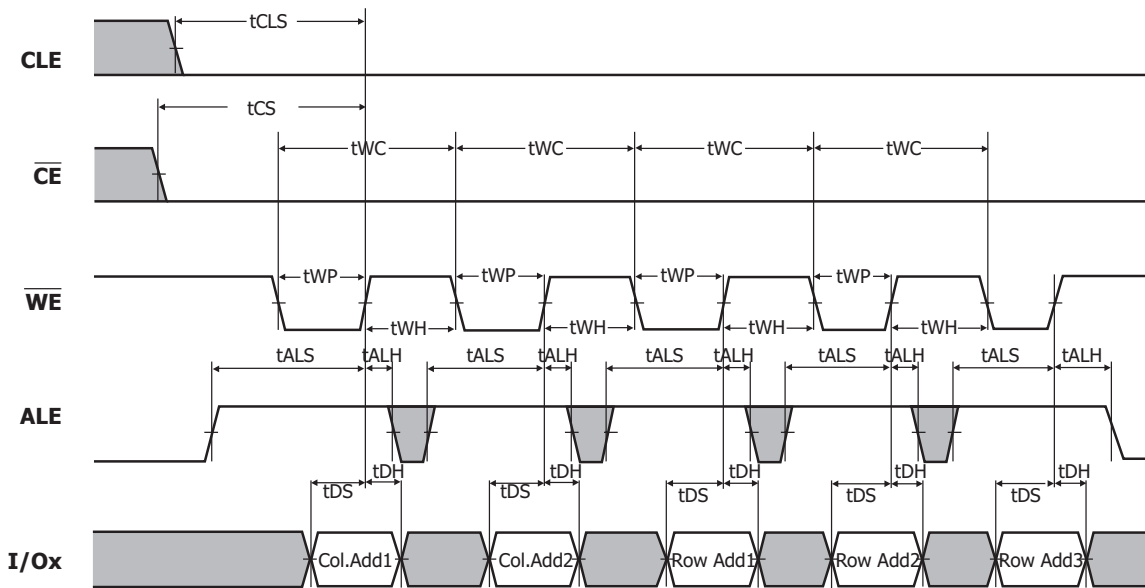 tCLS
CLE
tCS
tWC tWC tWC tWC
CE
tWP tWP tWP tWP
WE
tWH tWH tWH tWH
tALS tALH tALS tALH tALS tALH tALS tALH tALS tALH
ALE
tDH tDH tDH tDH tDH
tDS tDS tDS tDS tDS
I/Ox Col.Add1 Col.Add2 Row Add1 Row Add2 Row Add3